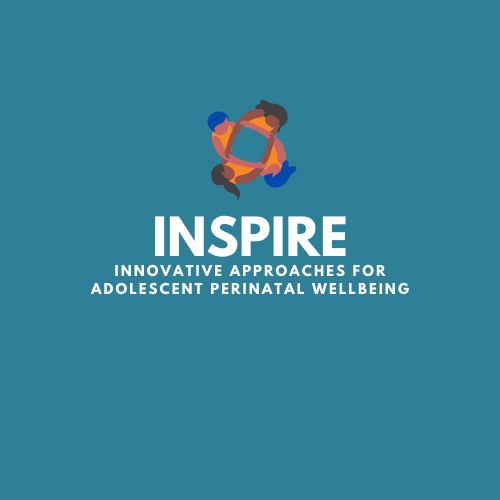 INSPIRE
INNOVATIVE APPROACHES FOR
ADOLESCENT PERINATAL WELLBEING